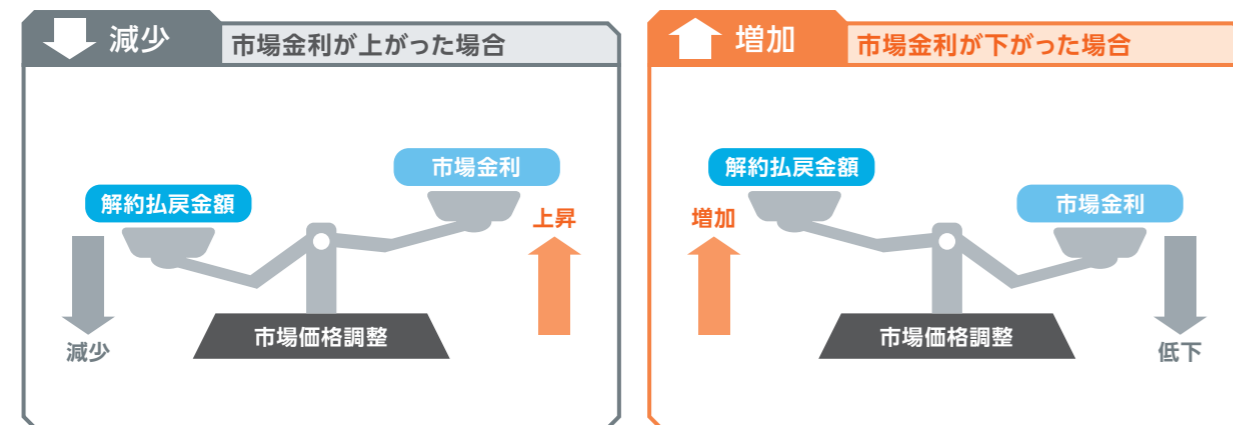 減少
市場金利が上がった場合
市場金利
解約払戻金額
上昇
市場価格調整
減少
増加
市場金利が下がった場合
解約払戻金額
市場金利
増加
市場価格調整
低下